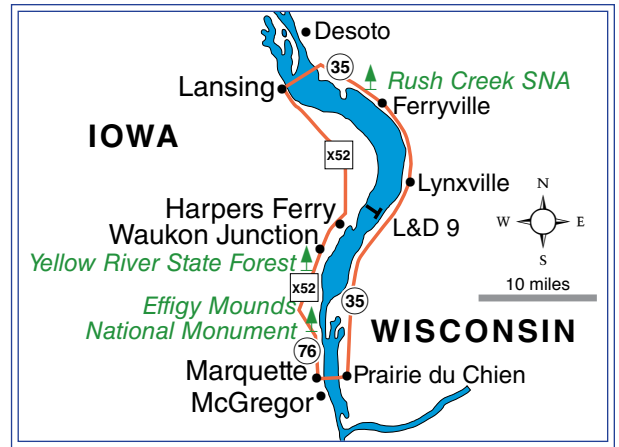 Desoto
35
Rush Creek SNA
Lansing
Ferryville
IOWA
X52
Lynxville
N
W E
S
Harpers Ferry
L&D 9
Waukon Junction
Yellow River State Forest
10 miles
X52
Effigy Mounds
National Monument
35
WISCONSIN
76
Marquette
Prairie du Chien
McGregor